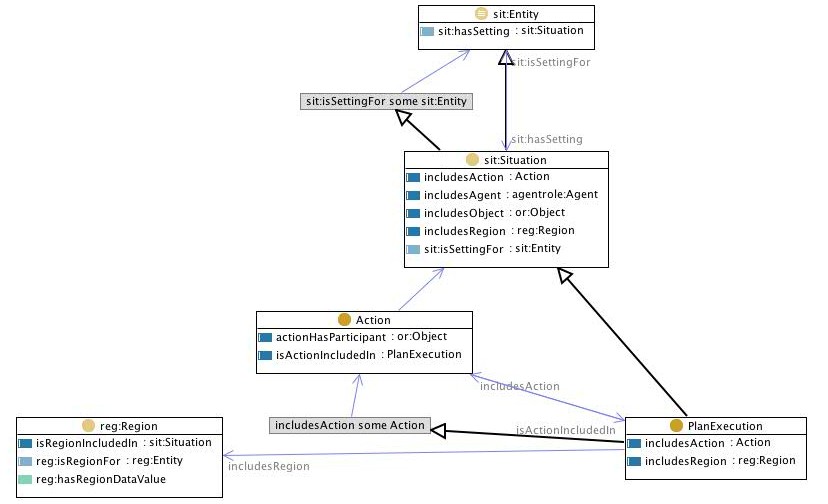 sit:Entity
sit:hasSetting : sit:Situation
sit:isSettingFor
sit:isSettingFor some sit:Entity
sit:hasSetting
sit:Situation
includesAction : Action
includesAgent : agentrole:Agent
includesObject : or:Object
includesRegion : reg:Region
sit:isSettingFor : sit:Entity
Action
actionHasParticipant : or:Object
isActionIncludedIn : PlanExecution
includesAction
includesAction some Action
isActionIncludedIn
reg:Region
isRegionIncludedIn : sit:Situation
reg:isRegionFor : reg:Entity
reg:hasRegionDataValue
includesRegion
PlanExecution
includesAction : Action
includesRegion : reg:Region